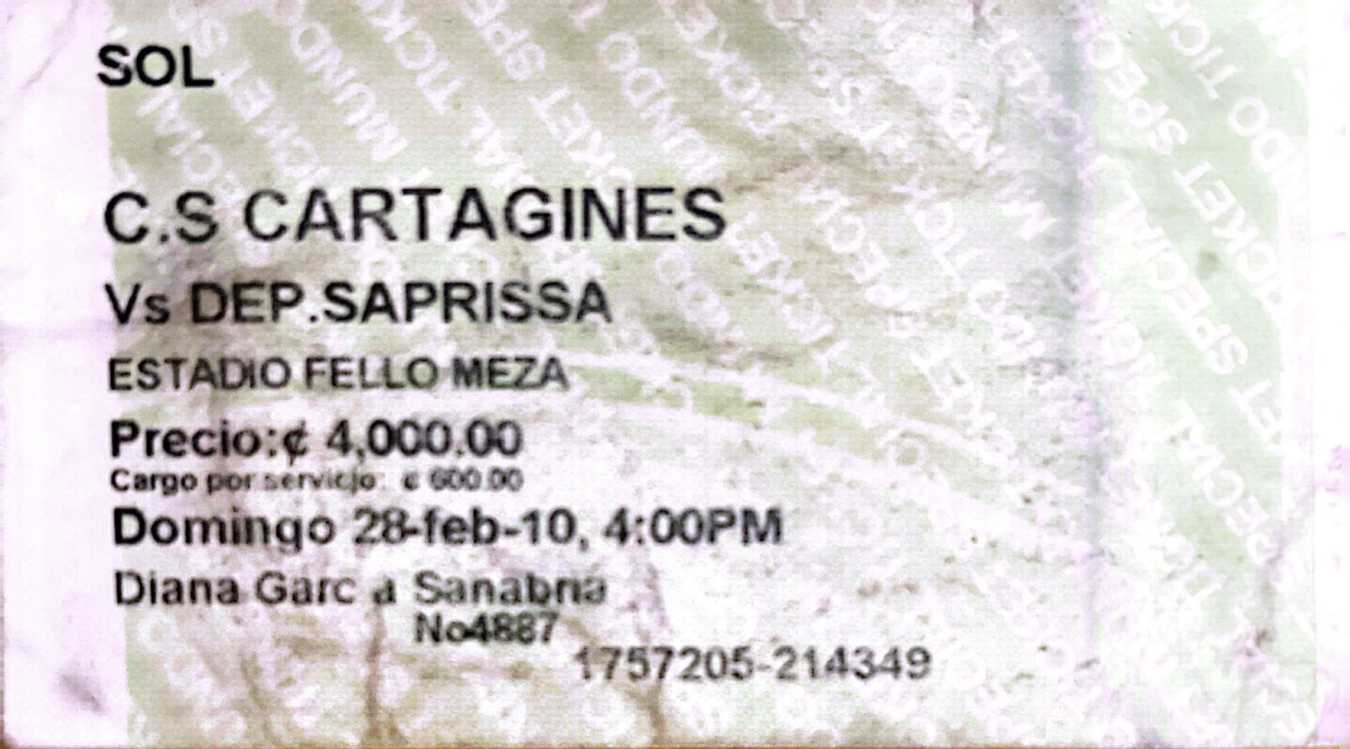 SOL
C.S CARTAGINES
Vs DEP.SAPRISSA
ESTADIO FELLO MEZA
Precio:¢ 4,000.00
Cargo por servicio: ¢ 600.00
Domingo 28-feb-10, 4:00PM
Diana Garc a Sanabria
No4887
1757205-214349